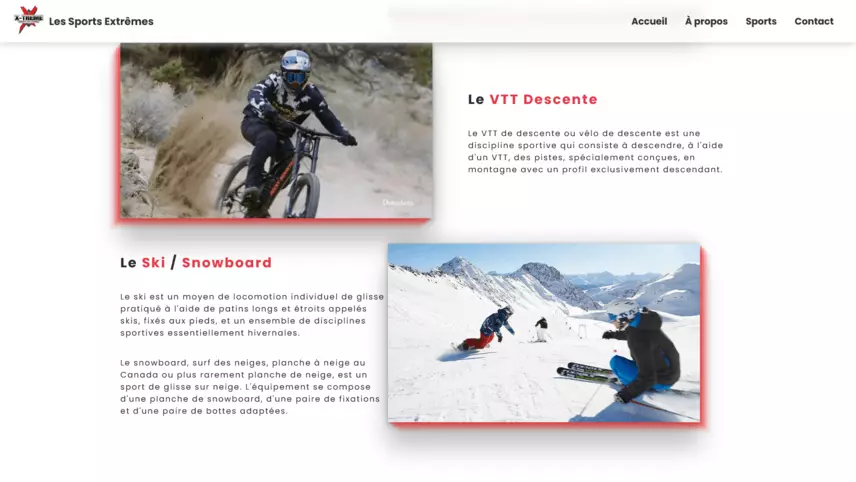 X-TREME
Les Sports Extrêmes
Accueil
À propos
Sports
Contact
Le VTT Descente
Le VTT de descente ou vélo de descente est une
discipline sportive qui consiste à descendre, à l'aide
d'un VTT, des pistes, spécialement conçues, en
montagne avec un profil exclusivement descendant.
Le Ski / Snowboard
Le ski est un moyen de locomotion individuel de glisse
pratiqué à l'aide de patins longs et étroits appelés
skis, fixés aux pieds, et un ensemble de disciplines
sportives essentiellement hivernales.
Le snowboard, surf des neiges, planche à neige au
Canada ou plus rarement planche de neige, est un
sport de glisse sur neige. L'équipement se compose
d'une planche de snowboard, d'une paire de fixations
et d'une paire de bottes adaptées.